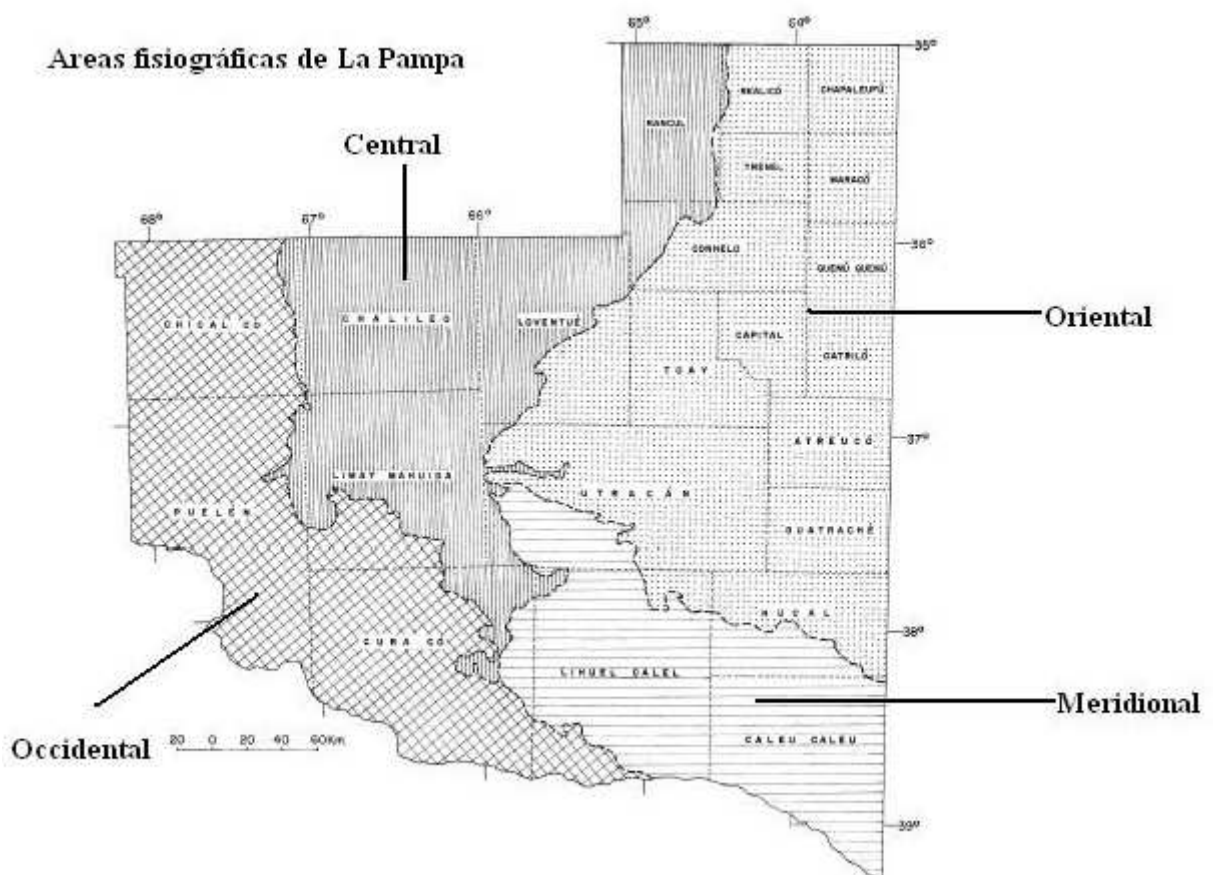 65° 64°
Areas fisiográficas de La Pampa
35°
REALICÓ CHAPALEUFÚ
RANCUL
Central
TRENEL MARACÓ
68° 67° 66°
CONHELO 36°
QUEMÚ QUEMÚ
CHICAL CO CHALILEO LOVENTUÉ Oriental
CAPITAL
TOAY CATRILÓ
ATREUCÓ 37°
LIMAY MAHUIDA
UTRACÁN
PUELÉN
GUATRACHÉ
HUCAL
38°
CURA CO
LIHUEL CALEL
Meridional
Occidental 20 0 20 40 60Km
CALEU CALEU
39°